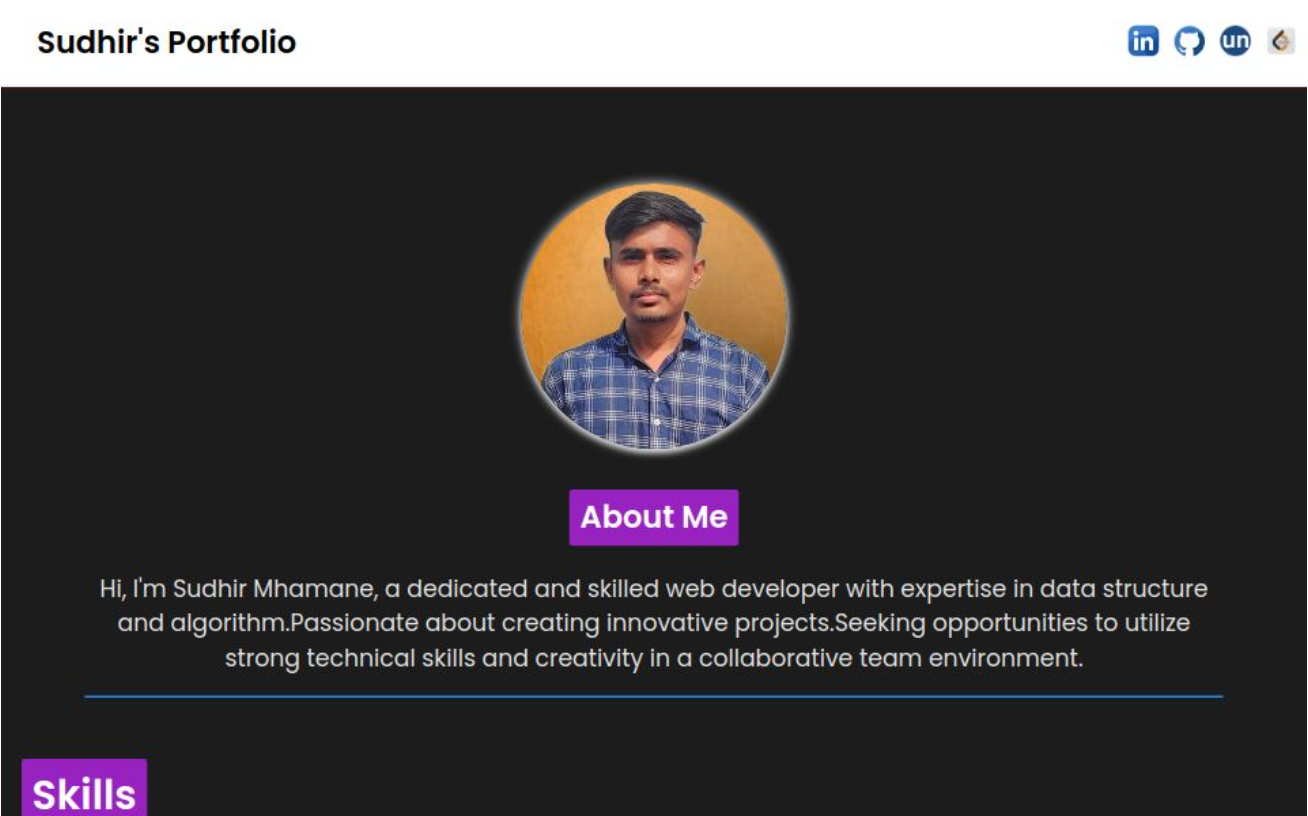 Sudhir's Portfolio
in
un
About Me
Hi, I'm Sudhir Mhamane, a dedicated and skilled web developer with expertise in data structure
and algorithm.Passionate about creating innovative projects.Seeking opportunities to utilize
strong technical skills and creativity in a collaborative team environment.
Skills